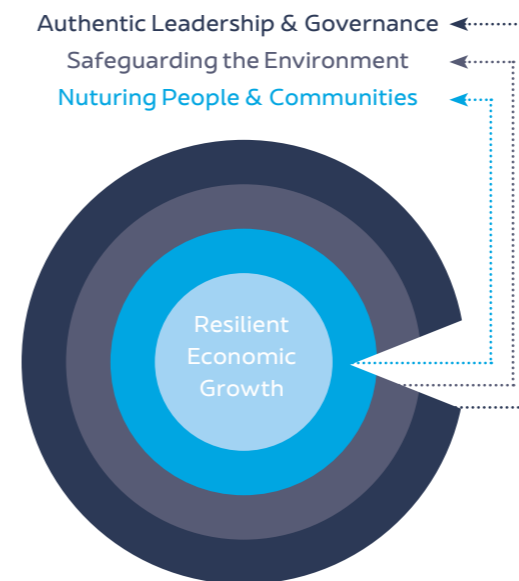 Authentic Leadership & Governance
Safeguarding the Environment
Nuturing People & Communities
Resilient
Economic
Growth